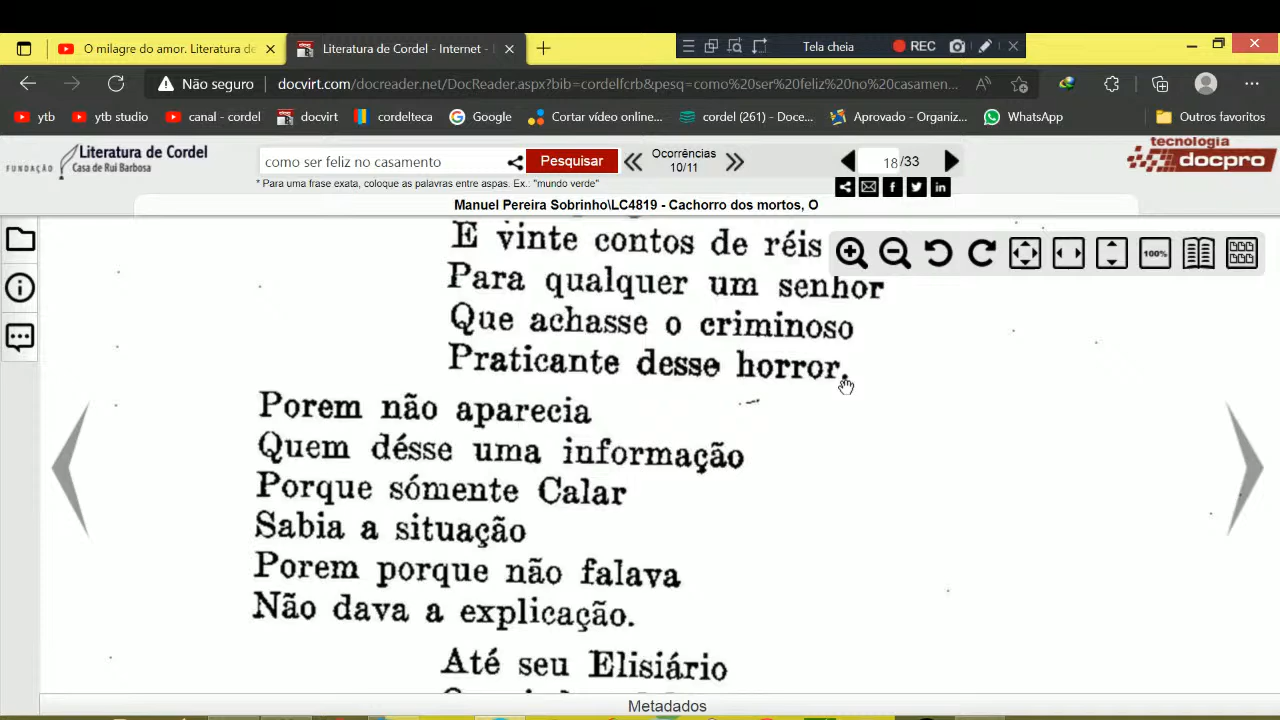 O milagre do amor. Literatura de
Literatura de Cordel - Internet -
Tela cheia
REC
Não seguro
docvirt.com/docreader.net/DocReader.aspx?bib=cordelfcrb&pesq=como%20ser%20feliz%20no%20casamen...
ytb
ytb studio
canal - cordel
docvirt
cordelteca
Google
Cortar vídeo online...
cordel (261) - Doce...
Aprovado - Organiz...
WhatsApp
Outros favoritos
FUNDAÇÃO
Literatura de Cordel
Casa de Rui Barbosa
como ser feliz no casamento
Pesquisar
Ocorrências
10/11
18 /33
tecnologia
docpro
* Para uma frase exata, coloque as palavras entre aspas. Ex.: "mundo verde"
Manuel Pereira Sobrinho\LC4819 - Cachorro dos mortos, O
100%
E vinte contos de réis
Para qualquer um senhor
Que achasse o criminoso
Praticante desse horror.
Porem não aparecia
Quem désse uma informação
Porque sómente Calar
Sabia a situação
Porem porque não falava
Não dava a explicação.
Até seu Elisiário
Metadados